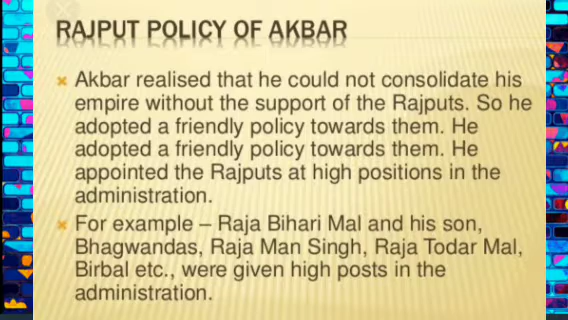 RAJPUT POLICY OF AKBAR
Akbar realised that he could not consolidate his
empire without the support of the Rajputs. So he
adopted a friendly policy towards them. He
adopted a friendly policy towards them. He
appointed the Rajputs at high positions in the
administration.
For example – Raja Bihari Mal and his son,
Bhagwandas, Raja Man Singh, Raja Todar Mal,
Birbal etc., were given high posts in the
administration.